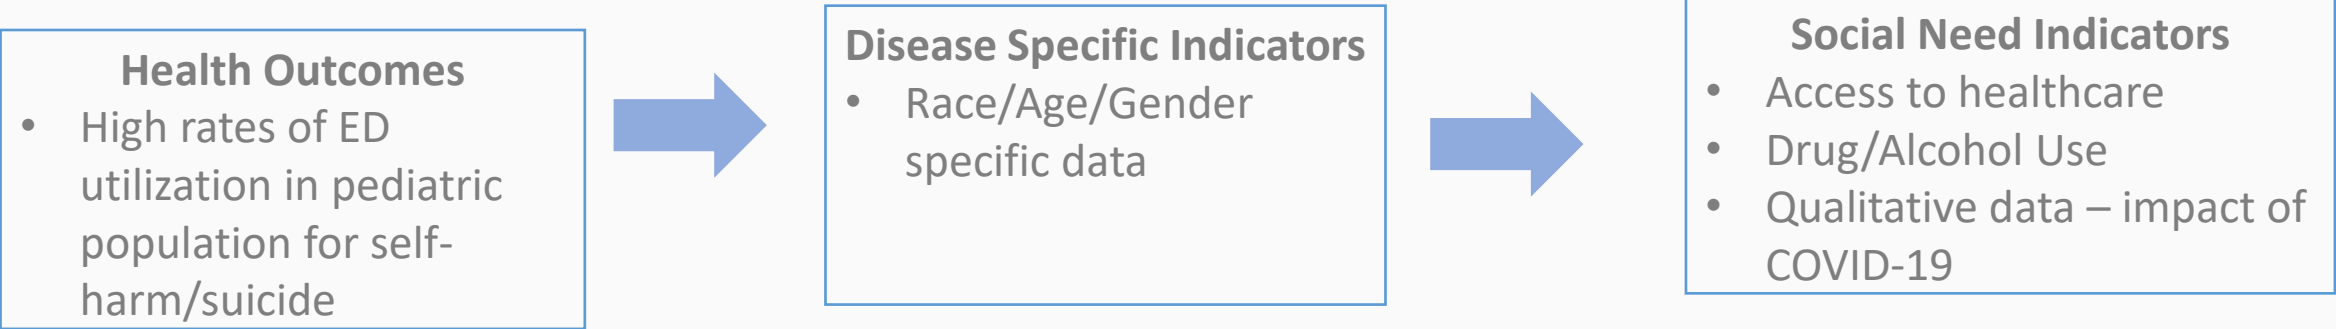 Health Outcomes
• High rates of ED
utilization in pediatric
population for self-
harm/suicide
Disease Specific Indicators
• Race/Age/Gender
specific data
Social Need Indicators
• Access to healthcare
• Drug/Alcohol Use
• Qualitative data – impact of
COVID-19